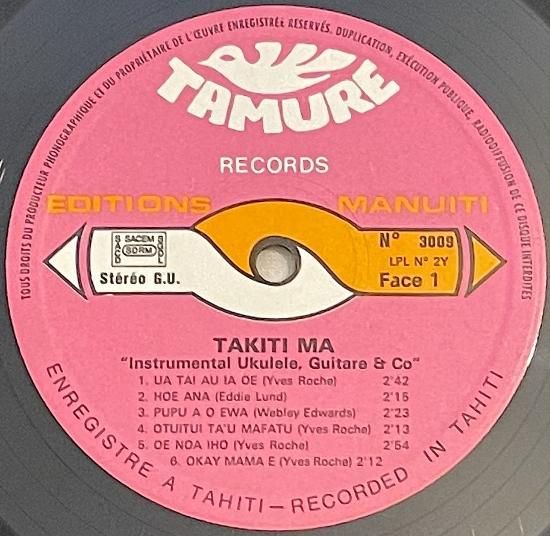 TOUS DROITS DU PRODUCTEUR PHONOGRAPHIQUE ET DU PROPRIÉTAIRE DE L'ŒUVRE ENREGISTRÉE RÉSERVÉS. DUPLICATION, EXÉCUTION PUBLIQUE, RADIODIFFUSION DE CE DISQUE INTERDITES
TAMURE
RECORDS
EDITIONS MANUITI
SACEM
SDRM
Stéréo G.U.
N° 3009
LPL N° 2Y
Face 1
TAKITI MA
"Instrumental Ukulele, Guitare & Co"
1. UA TAI AU IA OE (Yves Roche) 2'42
2. HOE ANA (Eddie Lund) 2'15
3. PUPU A O EWA (Webley Edwards) 2'23
4. OTUITUI TA'U MAFATU (Yves Roche) 2'13
5. OE NOA IHO (Yves Roche) 2'54
6. OKAY MAMA E (Yves Roche) 2'12
ENREGISTRE A TAHITI — RECORDED IN TAHITI